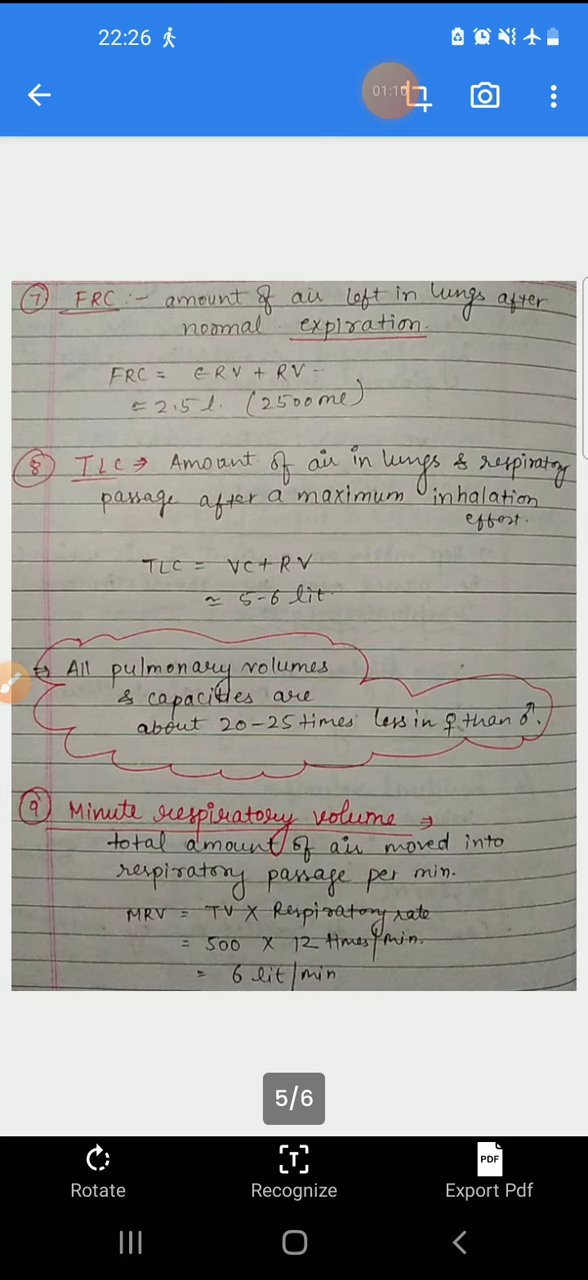 22:26
01:10
7 FRC :- amount of air left in lungs after
normal expiration.
FRC = ERV + RV -
= 2.5 l. (2500ml)
8 TLC → Amount of air in lungs & respiratory
passage after a maximum inhalation
effort.
TLC = VC + RV
≈ 5-6 lit.
→ All pulmonary volumes
& capacities are
about 20-25 times less in ♀ than ♂.
9 Minute respiratory volume →
total amount of air moved into
respiratory passage per min.
MRV = TV X Respiratory rate
= 500 X 12 times/min.
= 6 lit/min
5/6
T
PDF
Rotate
Recognize
Export Pdf